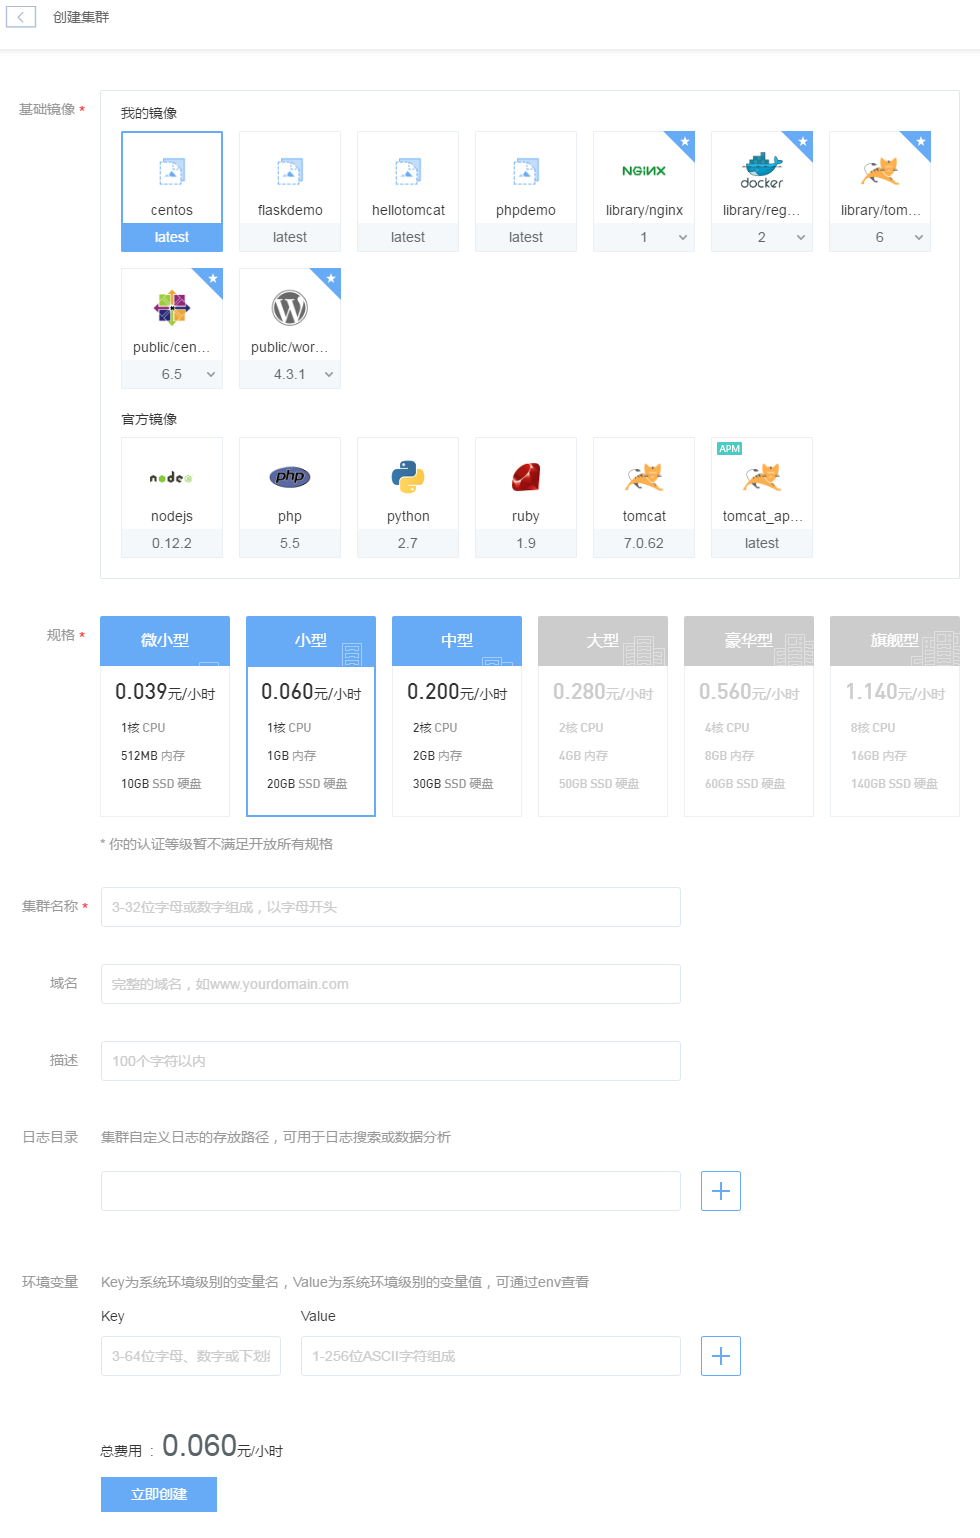 创建集群
基础镜像 *
我的镜像
centos
latest
flaskdemo
latest
hellotomcat
latest
phpdemo
latest
NGiNX
library/nginx
1
docker
library/reg...
2
library/tom...
6
public/cen...
6.5
public/wor...
4.3.1
官方镜像
node
nodejs
0.12.2
php
php
5.5
python
2.7
ruby
1.9
tomcat
7.0.62
APM
tomcat_ap...
latest
规格 *
微小型
0.039元/小时
1核 CPU
512MB 内存
10GB SSD 硬盘
小型
0.060元/小时
1核 CPU
1GB 内存
20GB SSD 硬盘
中型
0.200元/小时
2核 CPU
2GB 内存
30GB SSD 硬盘
大型
0.280元/小时
2核 CPU
4GB 内存
50GB SSD 硬盘
豪华型
0.560元/小时
4核 CPU
8GB 内存
60GB SSD 硬盘
旗舰型
1.140元/小时
8核 CPU
16GB 内存
140GB SSD 硬盘
* 你的认证等级暂不满足开放所有规格
集群名称 *
3-32位字母或数字组成，以字母开头
域名
完整的域名，如www.yourdomain.com
描述
100个字符以内
日志目录
集群自定义日志的存放路径，可用于日志搜索或数据分析
环境变量
Key为系统环境级别的变量名，Value为系统环境级别的变量值，可通过env查看
Key
Value
3-64位字母、数字或下划
1-256位ASCII字符组成
总费用 : 0.060元/小时
立即创建